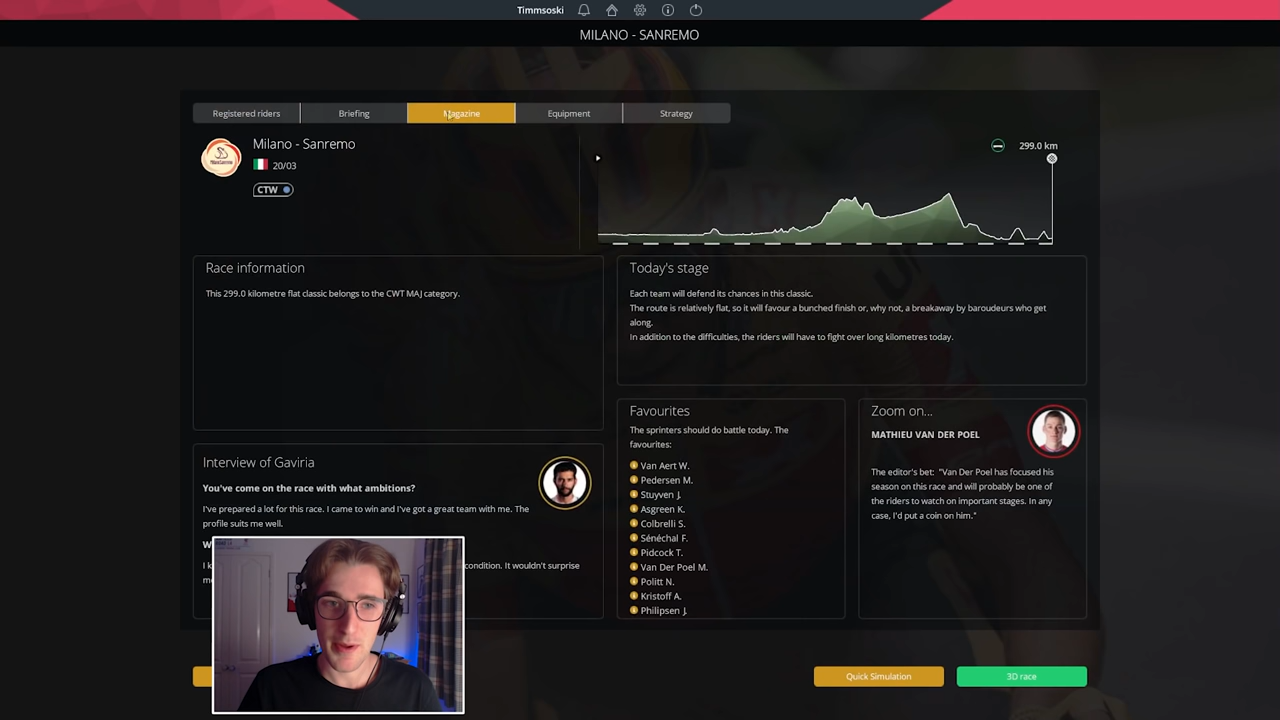 Timmsoski
MILANO - SANREMO
Registered riders
Briefing
Magazine
Equipment
Strategy
Milano - Sanremo
20/03
CTW
299.0 km
Race information
This 299.0 kilometre flat classic belongs to the CWT MAJ category.
Today's stage
Each team will defend its chances in this classic.
The route is relatively flat, so it will favour a bunched finish or, why not, a breakaway by baroudeurs who get
along.
In addition to the difficulties, the riders will have to fight over long kilometres today.
Interview of Gaviria
You've come on the race with what ambitions?
I've prepared a lot for this race. I came to win and I've got a great team with me. The
profile suits me well.
condition. It wouldn't surprise
Favourites
The sprinters should do battle today. The
favourites:
Van Aert W.
Pedersen M.
Stuyven J.
Asgreen K.
Colbrelli S.
Sénéchal F.
Pidcock T.
Van Der Poel M.
Politt N.
Kristoff A.
Philipsen J.
Zoom on...
MATHIEU VAN DER POEL
The editor's bet: "Van Der Poel has focused his
season on this race and will probably be one of
the riders to watch on important stages. In any
case, I'd put a coin on him."
Quick Simulation
3D race